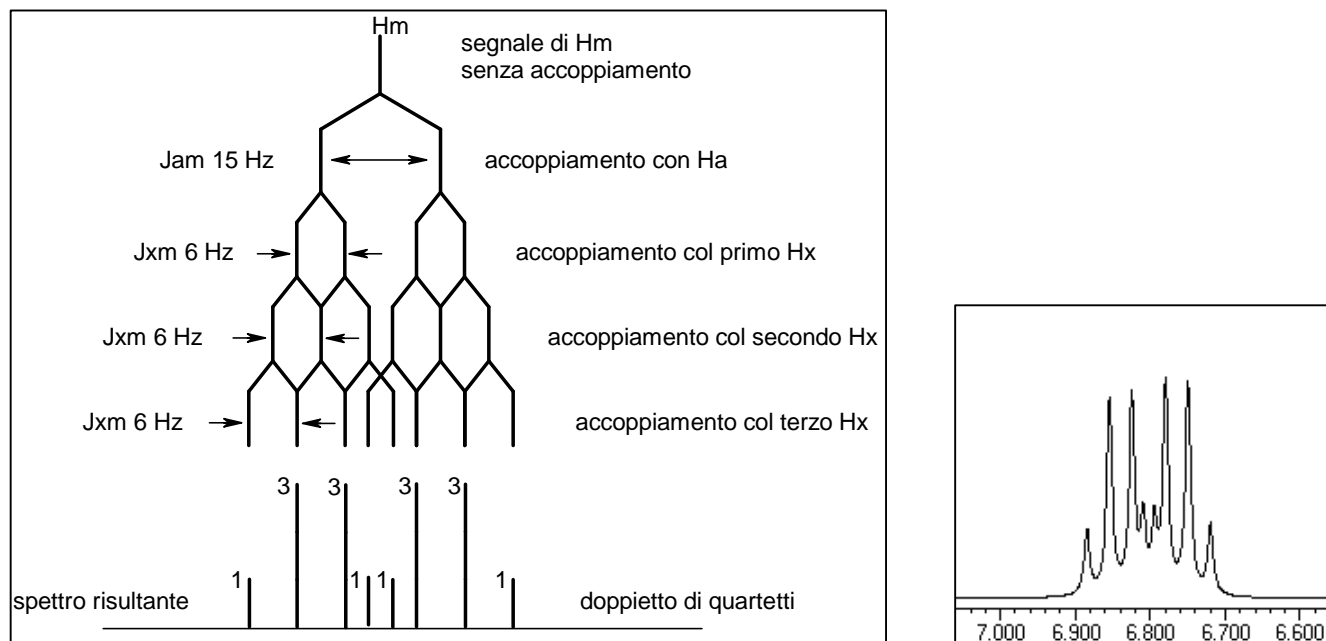 Hm
segnale di Hm
senza accoppiamento
Jam 15 Hz
accoppiamento con Ha
Jxm 6 Hz
accoppiamento col primo Hx
Jxm 6 Hz
accoppiamento col secondo Hx
Jxm 6 Hz
accoppiamento col terzo Hx
3 3 3 3
1 1 1 1
spettro risultante
doppietto di quartetti
7.000 6.900 6.800 6.700 6.600